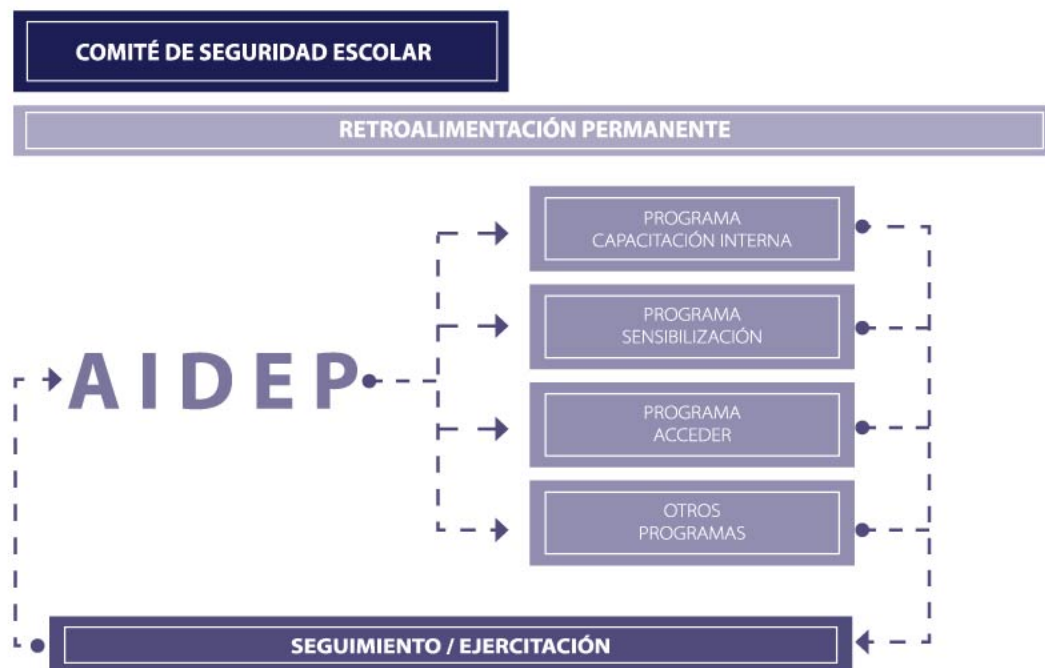 COMITÉ DE SEGURIDAD ESCOLAR
RETROALIMENTACIÓN PERMANENTE
PROGRAMA
CAPACITACIÓN INTERNA
PROGRAMA
SENSIBILIZACIÓN
AIDEP
PROGRAMA
ACCEDER
OTROS
PROGRAMAS
SEGUIMIENTO / EJERCITACIÓN